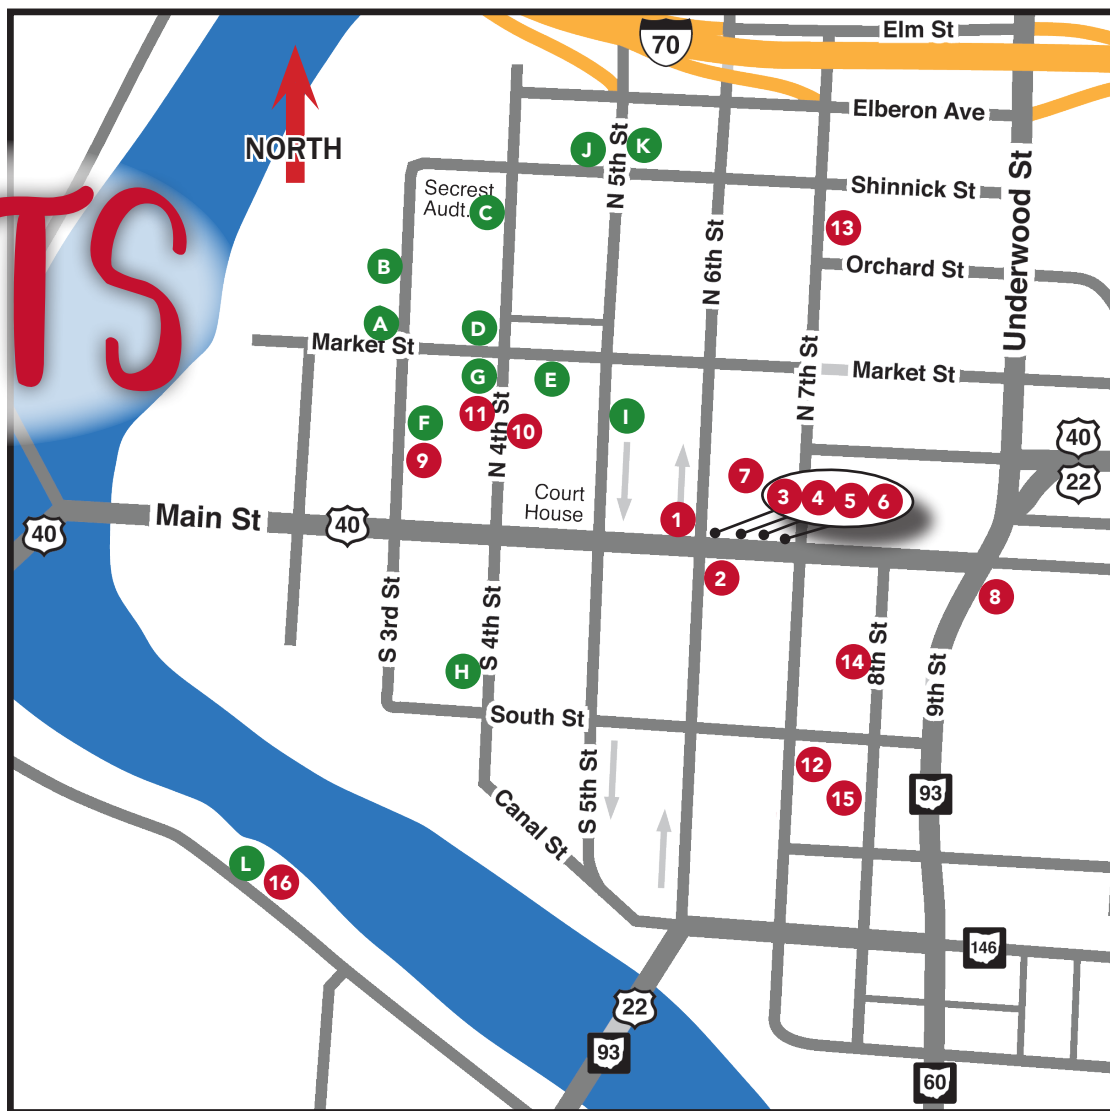 Elm St
70
Elberon Ave
NORTH
J
K
N 5th St
Shinnick St
Underwood St
TS
Secrest
Audt.
C
13
N 6th St
Orchard St
B
A
D
Market St
N 7th St
Market St
G
E
11
10
N 4th St
F
I
9
40
22
7
3
4
5
6
Court
House
Main St
40
40
1
2
8
S 3rd St
S 4th St
8th St
14
9th St
H
South St
12
15
93
S 5th St
Canal St
L
16
146
22
93
60